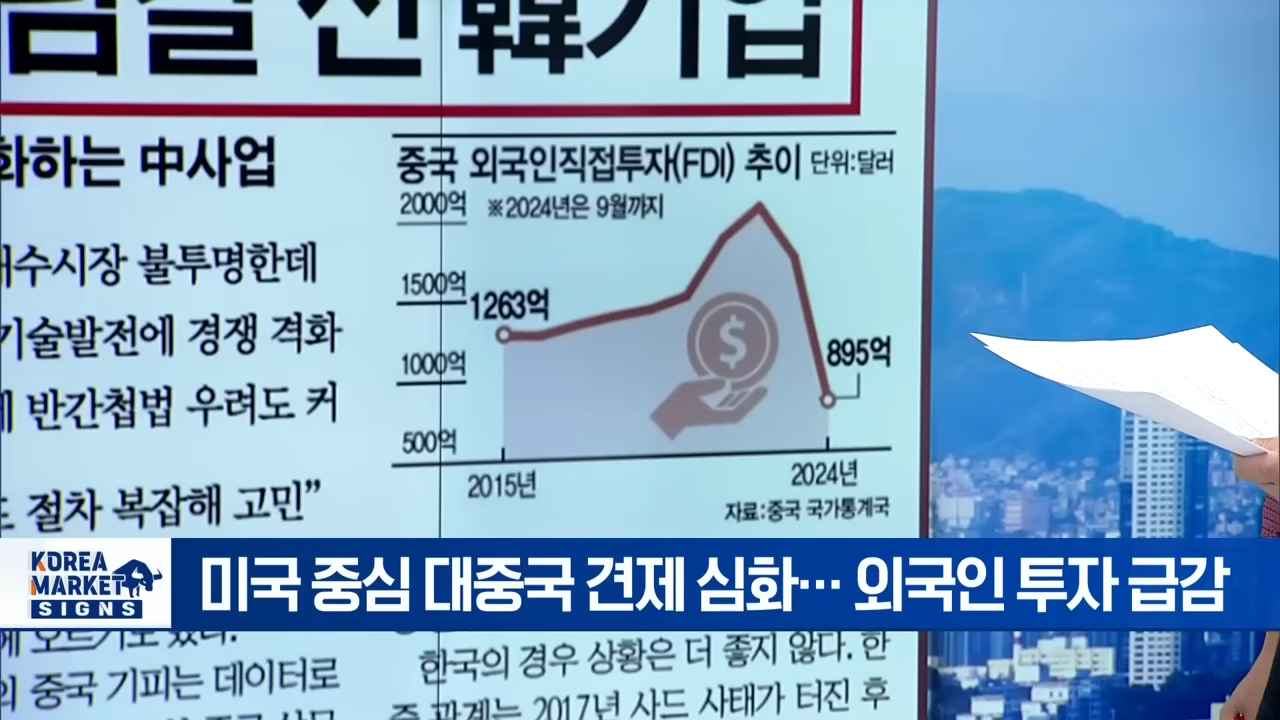 선 韓기업
화하는 中사업
중국 외국인직접투자(FDI) 추이 단위:달러
2000억
※2024년은 9월까지
내수시장 불투명한데
1500억
1263억
기술발전에 경쟁 격화
1000억
895억
반간첩법 우려도 커
500억
2015년
2024년
절차 복잡해 고민”
자료:중국 국가통계국
KOREA
MARKET
SIGNS
미국 중심 대중국 견제 심화… 외국인 투자 급감
중국 기피는 데이터로
한국의 경우 상황은 더 좋지 않다. 한
중 관계는 2017년 사드 사태가 터진 후